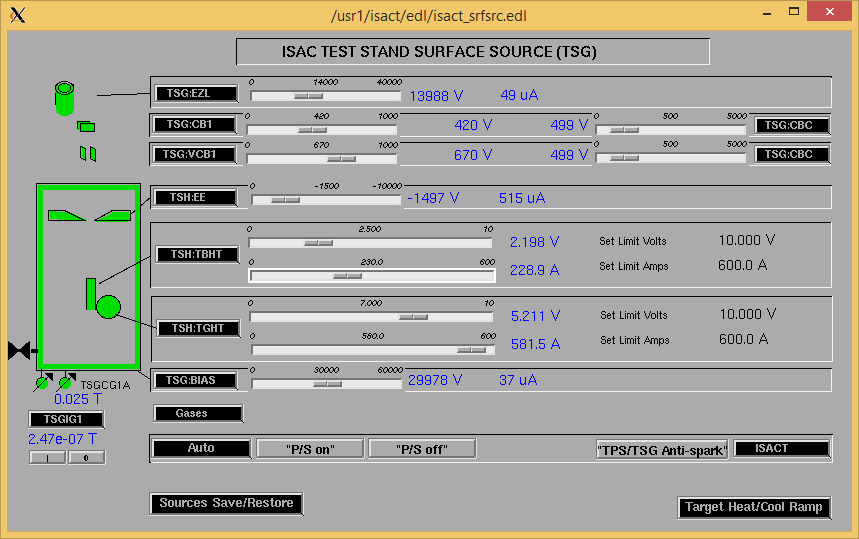 /usr1/isact/edl/isact_srfsrc.edl
ISAC TEST STAND SURFACE SOURCE (TSG)
TSG:EZL 0 14000 40000 13988 V 49 uA
TSG:CB1 0 420 1000 420 V 499 V 0 500 5000 TSG:CBC
TSG:VCB1 0 670 1000 670 V 499 V 0 500 5000 TSG:CBC
TSH:EE 0 -1500 -10000 -1497 V 515 uA
TSH:TBHT 0 2.500 10 2.198 V Set Limit Volts 10.000 V
0 230.0 600 228.9 A Set Limit Amps 600.0 A
TSH:TGHT 0 7.000 10 5.211 V Set Limit Volts 10.000 V
0 580.0 600 581.5 A Set Limit Amps 600.0 A
TSG:BIAS 0 30000 60000 29978 V 37 uA
TSGCG1A
0.025 T
TSGIG1
2.47e-07 T
I 0
Gases
Auto "P/S on" "P/S off" "TPS/TSG Anti-spark" ISACT
Sources Save/Restore Target Heat/Cool Ramp